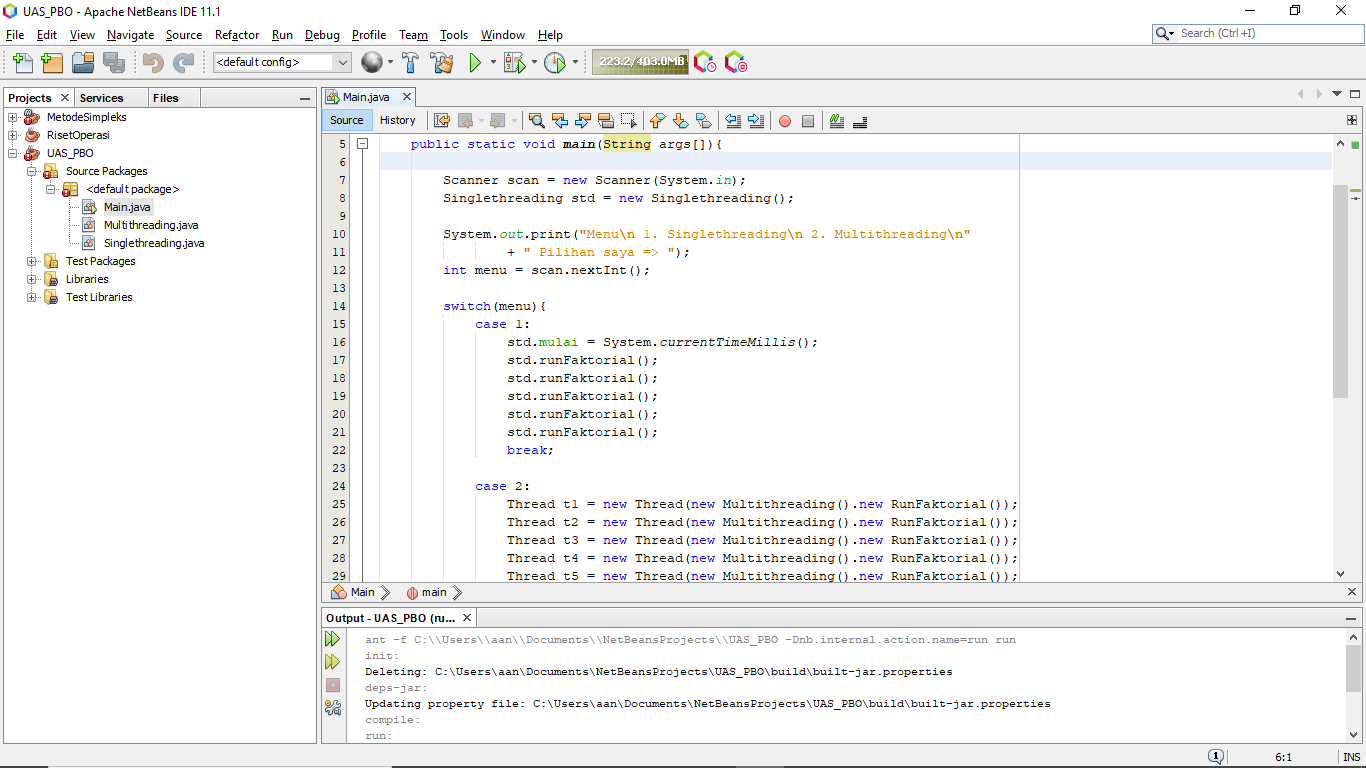 UAS_PBO - Apache NetBeans IDE 11.1
File Edit View Navigate Source Refactor Run Debug Profile Team Tools Window Help
Search (Ctrl+I)
<default config>
223.2/403.0MB
Projects Services Files
MetodeSimpleks
RisetOperasi
UAS_PBO
Source Packages
<default package>
Main.java
Multithreading.java
Singlethreading.java
Test Packages
Libraries
Test Libraries
Main.java
Source History
5 public static void main(String args[]){
6
7 Scanner scan = new Scanner(System.in);
8 Singlethreading std = new Singlethreading();
9
10 System.out.print("Menu\n 1. Singlethreading\n 2. Multithreading\n"
11 + " Pilihan saya => ");
12 int menu = scan.nextInt();
13
14 switch(menu){
15 case 1:
16 std.mulai = System.currentTimeMillis();
17 std.runFaktorial();
18 std.runFaktorial();
19 std.runFaktorial();
20 std.runFaktorial();
21 std.runFaktorial();
22 break;
23
24 case 2:
25 Thread t1 = new Thread(new Multithreading().new RunFaktorial());
26 Thread t2 = new Thread(new Multithreading().new RunFaktorial());
27 Thread t3 = new Thread(new Multithreading().new RunFaktorial());
28 Thread t4 = new Thread(new Multithreading().new RunFaktorial());
29 Thread t5 = new Thread(new Multithreading().new RunFaktorial());
Main main
Output - UAS_PBO (ru...
ant -f C:\\Users\\aan\\Documents\\NetBeansProjects\\UAS_PBO -Dnb.internal.action.name=run run
init:
Deleting: C:\Users\aan\Documents\NetBeansProjects\UAS_PBO\build\built-jar.properties
deps-jar:
Updating property file: C:\Users\aan\Documents\NetBeansProjects\UAS_PBO\build\built-jar.properties
compile:
run:
1 6:1 INS